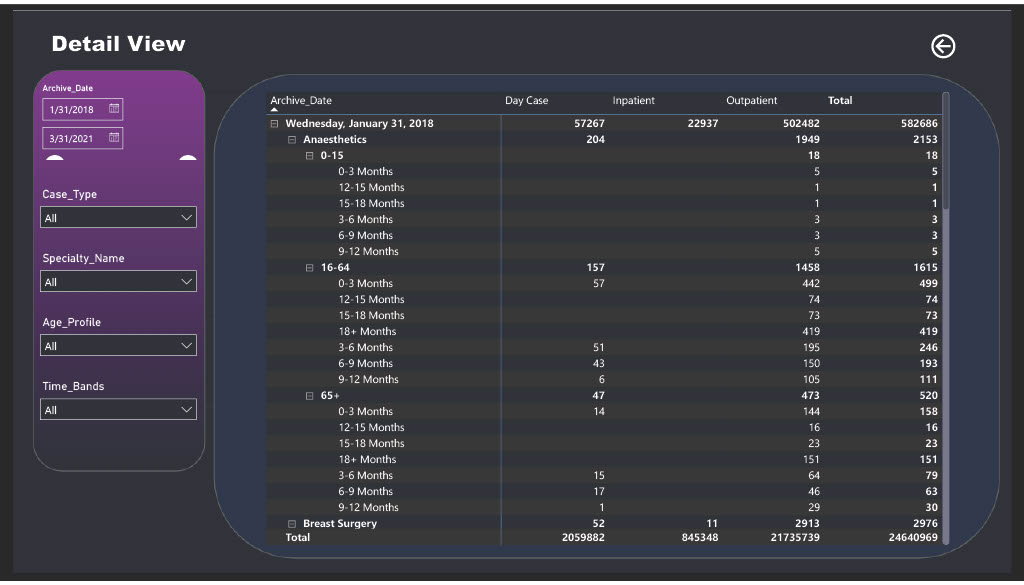 Detail View
Archive_Date
1/31/2018
3/31/2021
Case_Type
All
Specialty_Name
All
Age_Profile
All
Time_Bands
All
Archive_Date Day Case Inpatient Outpatient Total
Wednesday, January 31, 2018 57267 22937 502482 582686
Anaesthetics 204 1949 2153
0-15 18 18
0-3 Months 5 5
12-15 Months 1 1
15-18 Months 1 1
3-6 Months 3 3
6-9 Months 3 3
9-12 Months 5 5
16-64 157 1458 1615
0-3 Months 57 442 499
12-15 Months 74 74
15-18 Months 73 73
18+ Months 419 419
3-6 Months 51 195 246
6-9 Months 43 150 193
9-12 Months 6 105 111
65+ 47 473 520
0-3 Months 14 144 158
12-15 Months 16 16
15-18 Months 23 23
18+ Months 151 151
3-6 Months 15 64 79
6-9 Months 17 46 63
9-12 Months 1 29 30
Breast Surgery 52 11 2913 2976
Total 2059882 845348 21735739 24640969